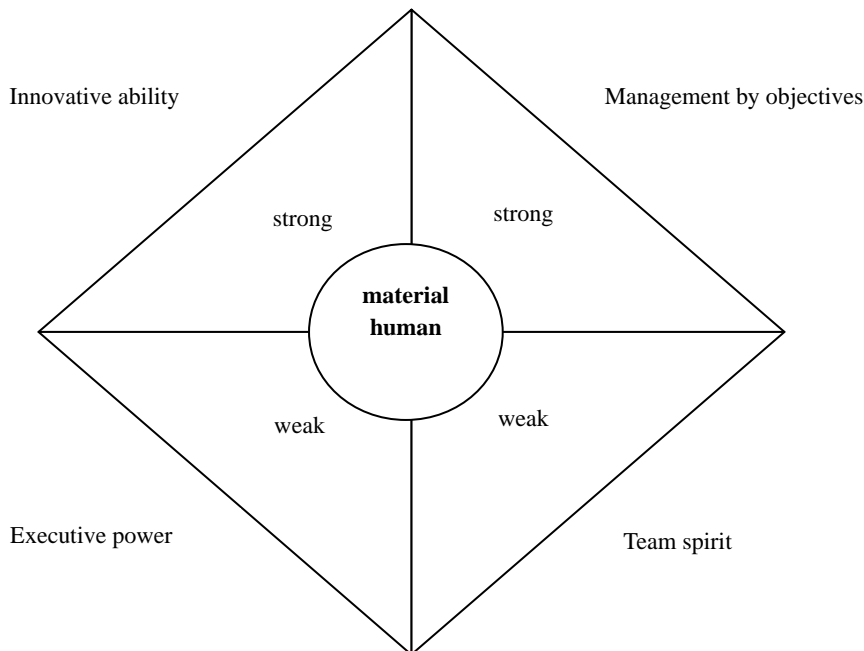 Innovative ability
Management by objectives
strong
strong
material
human
weak
weak
Executive power
Team spirit